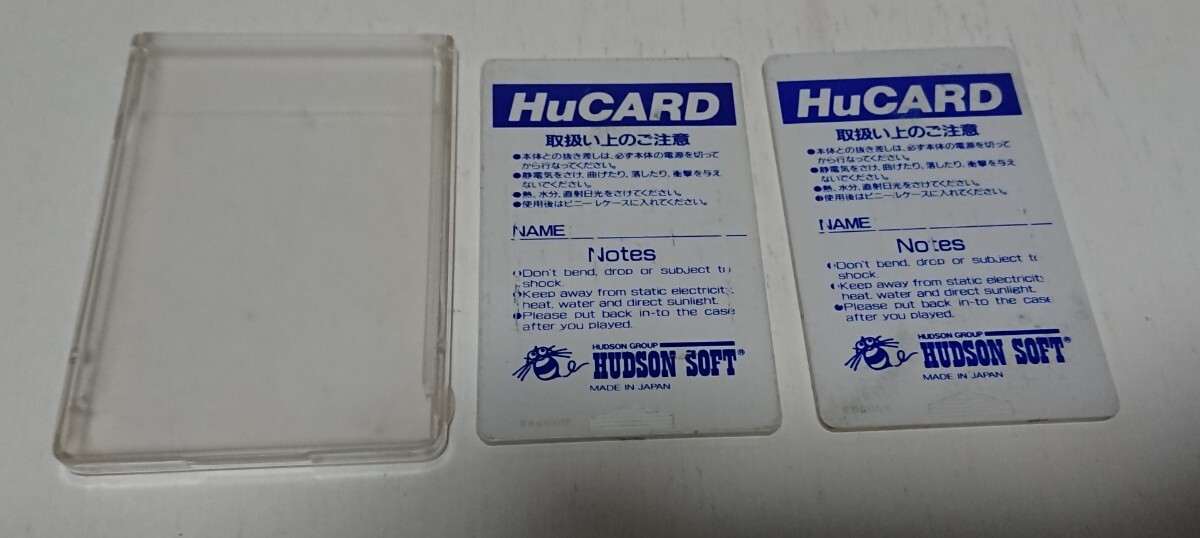 HuCARD
取扱い上のご注意
●本体との抜き差しは、必ず本体の電源を切って
から行なってください。
●静電気をさけ、曲げたり、落したり、衝撃を与え
ないでください。
●熱、水分、直射日光をさけてください。
●使用後はビニールケースに入れてください。
NAME
Notes
●Don't bend, drop or subject to
shock.
●Keep away from static electricity,
heat, water and direct sunlight.
●Please put back in-to the case
after you played.
HUDSON GROUP
HUDSON SOFT®
MADE IN JAPAN
HuCARD
取扱い上のご注意
●本体との抜き差しは、必ず本体の電源を切って
から行なってください。
●静電気をさけ、曲げたり、落したり、衝撃を与え
ないでください。
●熱、水分、直射日光をさけてください。
●使用後はビニールケースに入れてください。
NAME
Notes
●Don't bend, drop or subject to
shock.
●Keep away from static electricity,
heat, water and direct sunlight.
●Please put back in-to the case
after you played.
HUDSON GROUP
HUDSON SOFT®
MADE IN JAPAN